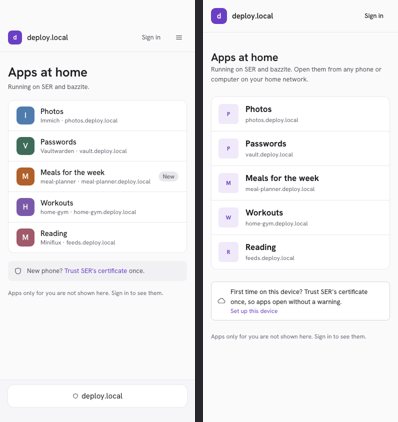 d deploy.local Sign in
Apps at home
Running on SER and bazzite.
I Photos
Immich · photos.deploy.local
V Passwords
Vaultwarden · vault.deploy.local
M Meals for the week
meal-planner · meal-planner.deploy.local New
H Workouts
home-gym · home-gym.deploy.local
M Reading
Miniflux · feeds.deploy.local
New phone? Trust SER's certificate once.
Apps only for you are not shown here. Sign in to see them.
deploy.local
d deploy.local Sign in
Apps at home
Running on SER and bazzite. Open them from any phone or
computer on your home network.
P Photos
photos.deploy.local
P Passwords
vault.deploy.local
M Meals for the week
meal-planner.deploy.local
W Workouts
home-gym.deploy.local
R Reading
feeds.deploy.local
First time on this device? Trust SER's certificate
once, so apps open without a warning.
Set up this device
Apps only for you are not shown here. Sign in to see them.